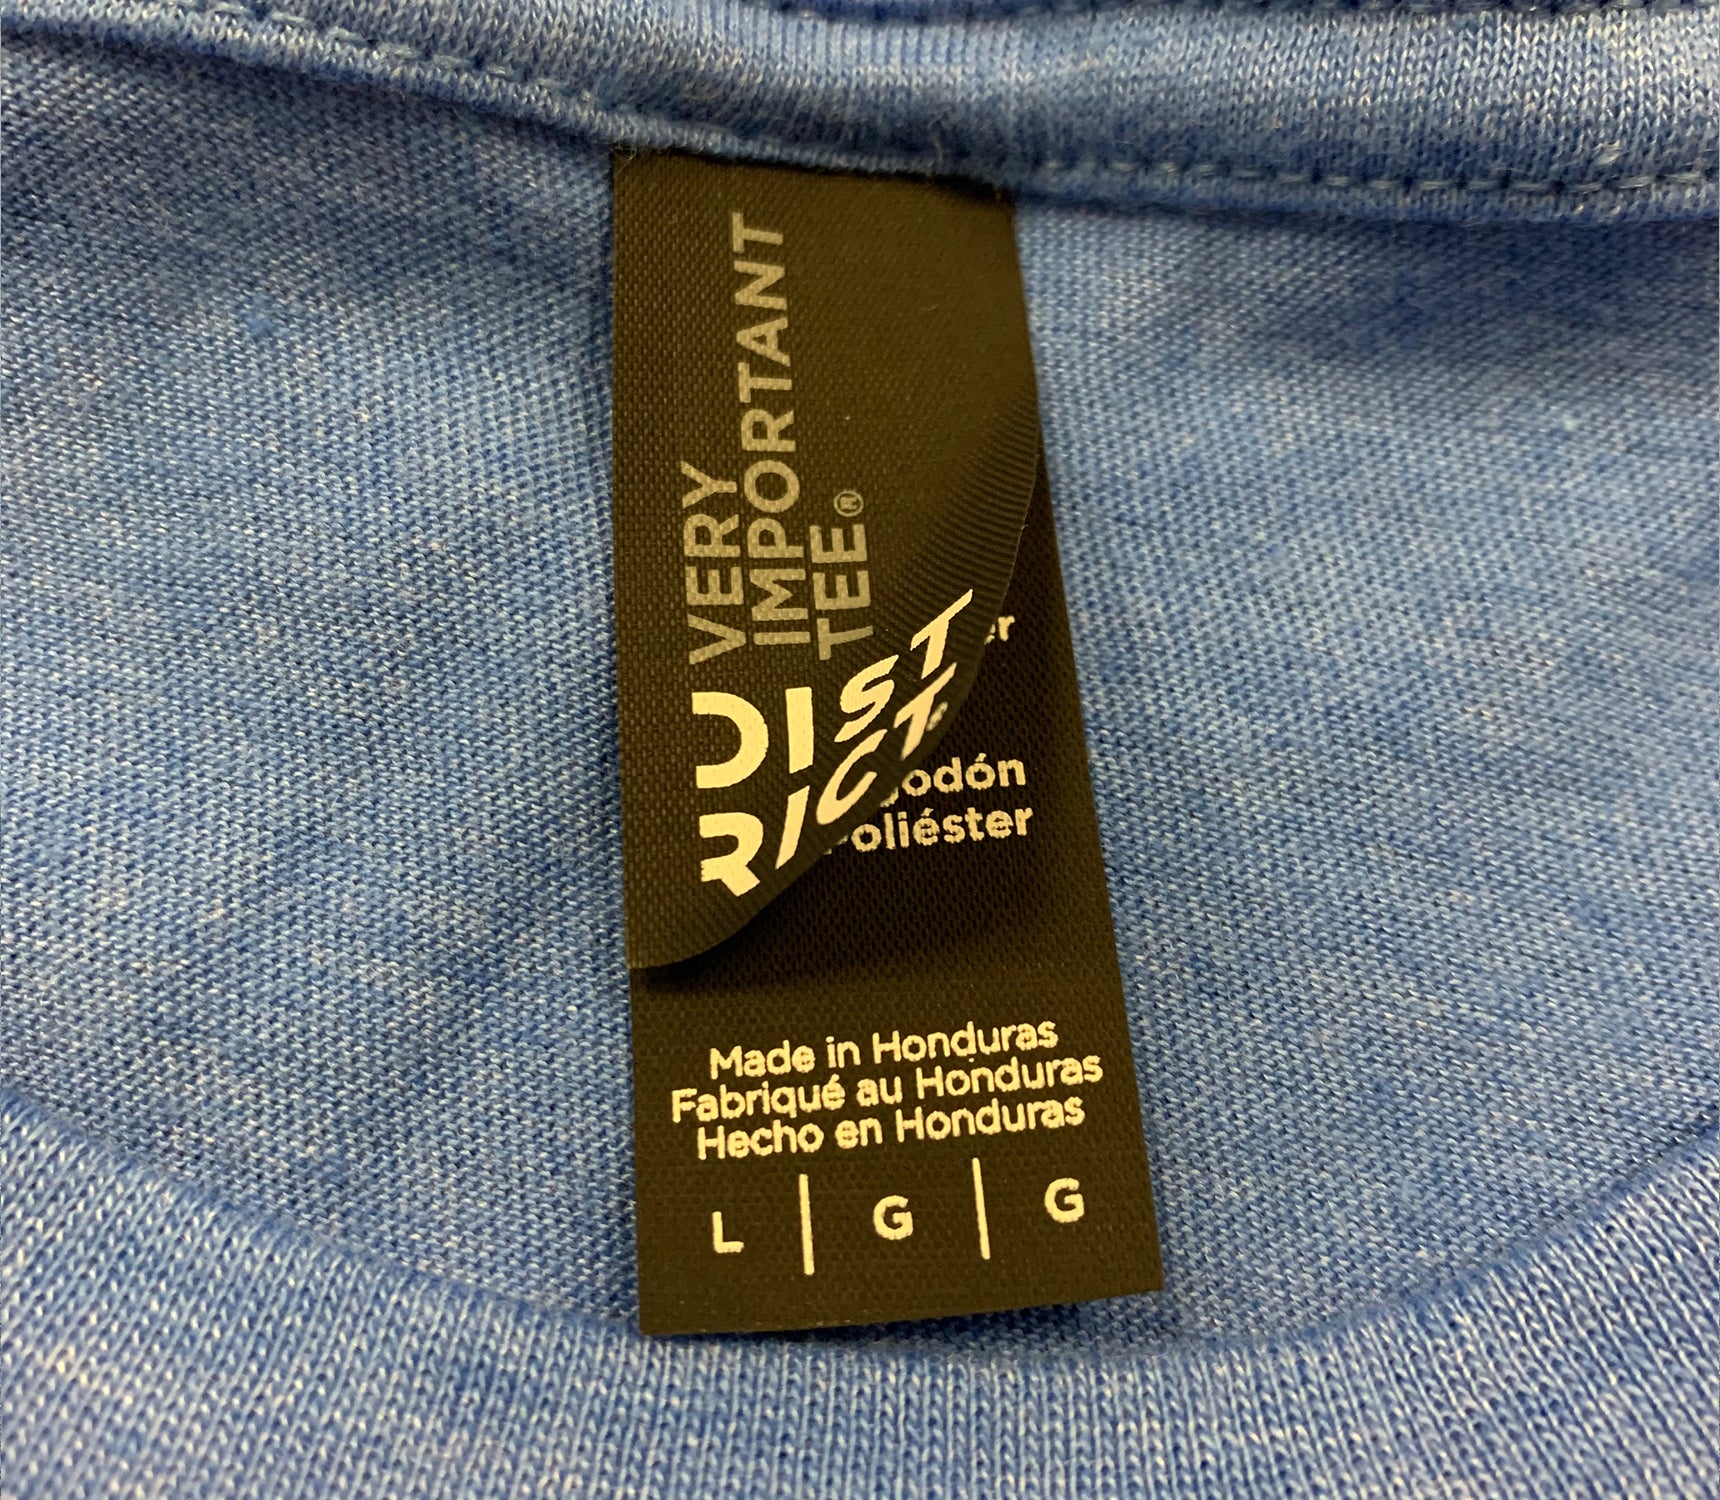 VERY
IMPORTANT
TEE®
DIST
RICT
Made in Honduras
Fabriqué au Honduras
Hecho en Honduras
L | G | G